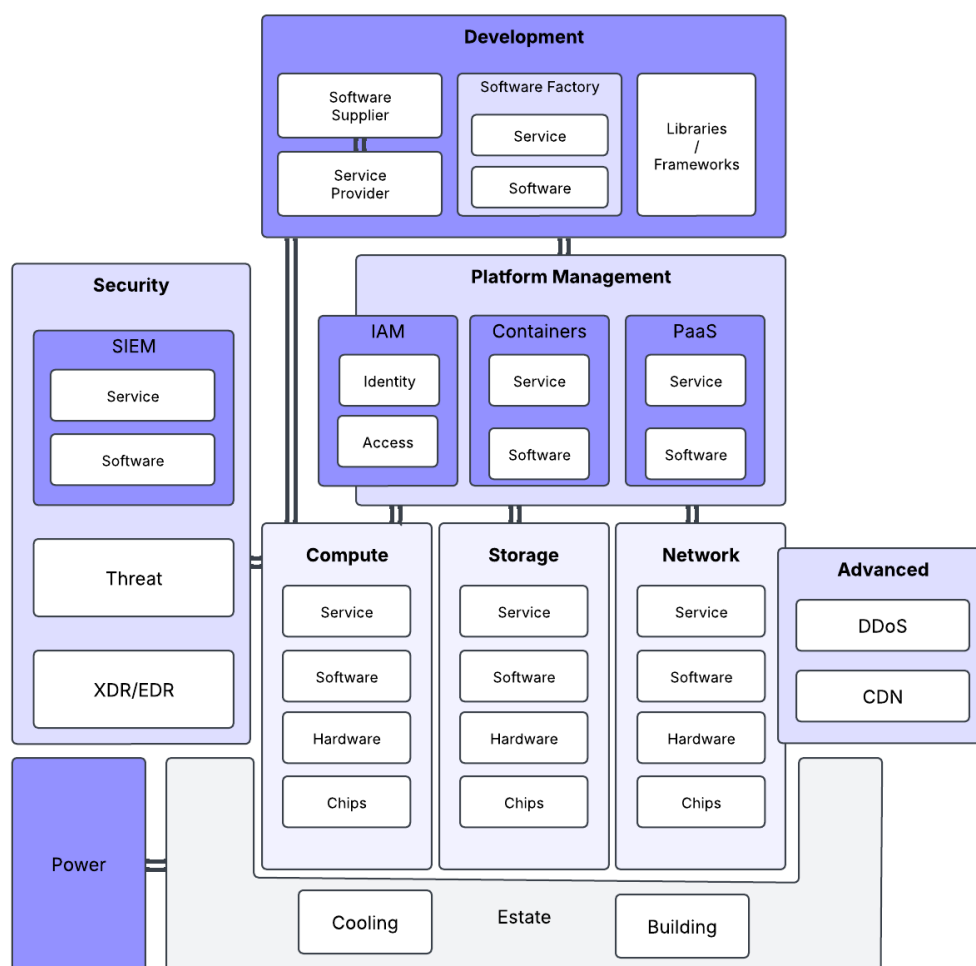 Development
Software
Supplier
Service
Provider
Software Factory
Service
Software
Libraries
/
Frameworks
Security
SIEM
Service
Software
Threat
XDR/EDR
Platform Management
IAM
Identity
Access
Containers
Service
Software
PaaS
Service
Software
Compute
Service
Software
Hardware
Chips
Storage
Service
Software
Hardware
Chips
Network
Service
Software
Hardware
Chips
Advanced
DDoS
CDN
Power
Cooling
Estate
Building